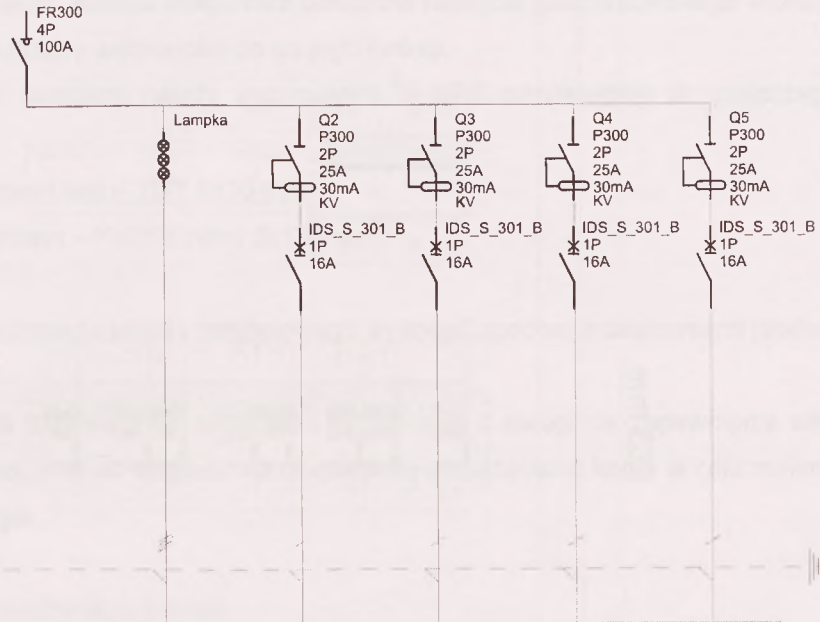 FR300
4P
100A
Lampka
Q2
P300
2P
25A
30mA
KV
IDS_S_301_B
1P
16A
Q3
P300
2P
25A
30mA
KV
IDS_S_301_B
1P
16A
Q4
P300
2P
25A
30mA
KV
IDS_S_301_B
1P
16A
Q5
P300
2P
25A
30mA
KV
IDS_S_301_B
1P
16A